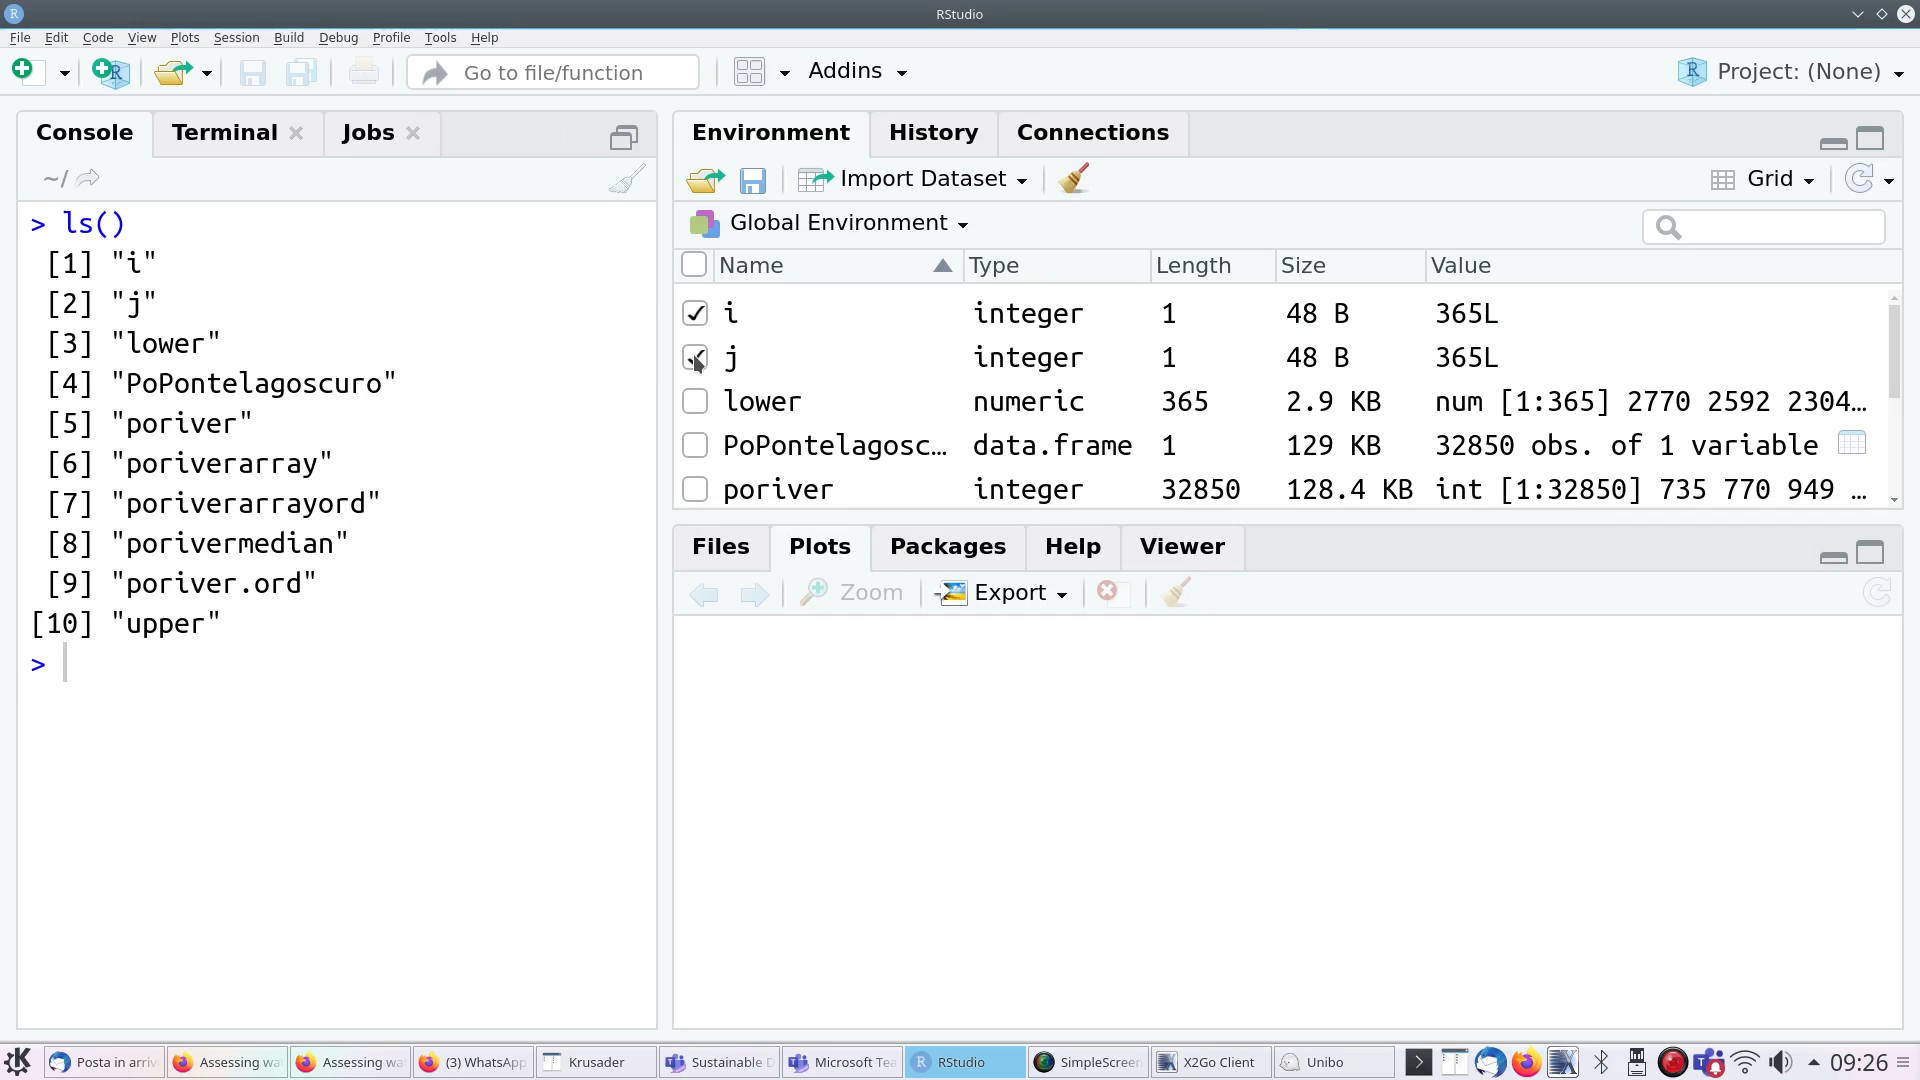 RStudio
File Edit Code View Plots Session Build Debug Profile Tools Help
Go to file/function Addins Project: (None)
Console Terminal Jobs
~/
> ls()
[1] "i"
[2] "j"
[3] "lower"
[4] "PoPontelagoscuro"
[5] "poriver"
[6] "poriverarray"
[7] "poriverarrayord"
[8] "porivermedian"
[9] "poriver.ord"
[10] "upper"
>
Environment History Connections
Import Dataset Grid
Global Environment
Name Type Length Size Value
i integer 1 48 B 365L
j integer 1 48 B 365L
lower numeric 365 2.9 KB num [1:365] 2770 2592 2304…
PoPontelagosc… data.frame 1 129 KB 32850 obs. of 1 variable
poriver integer 32850 128.4 KB int [1:32850] 735 770 949 …
Files Plots Packages Help Viewer
Zoom Export
Posta in arriv Assessing wa Assessing wa (3) WhatsApp Krusader Sustainable D Microsoft Tea RStudio SimpleScreen X2Go Client Unibo 09:26